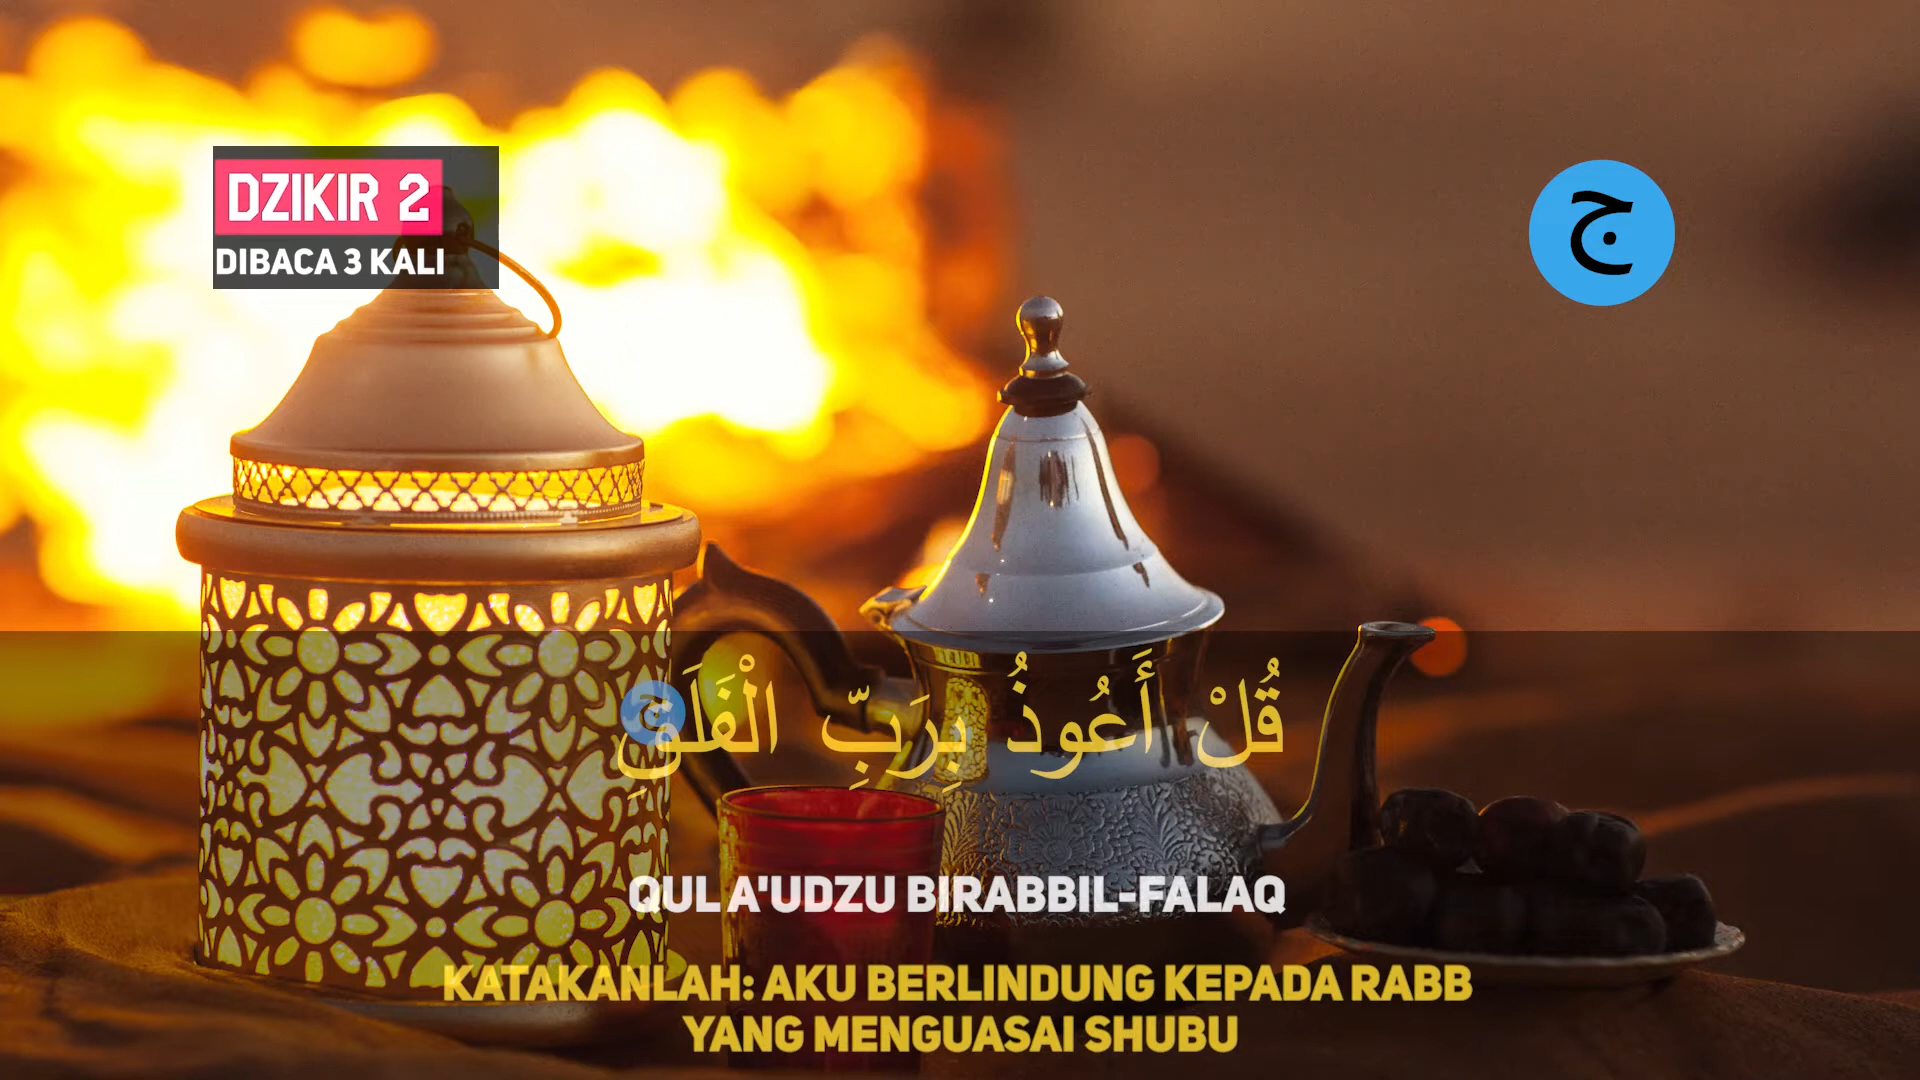 DZIKIR 2
DIBACA 3 KALI
ج
قُلْ أَعُوذُ بِرَبِّ الْفَلَقِ
ج
QUL A'UDZU BIRABBIL-FALAQ
KATAKANLAH: AKU BERLINDUNG KEPADA RABB
YANG MENGUASAI SHUBU